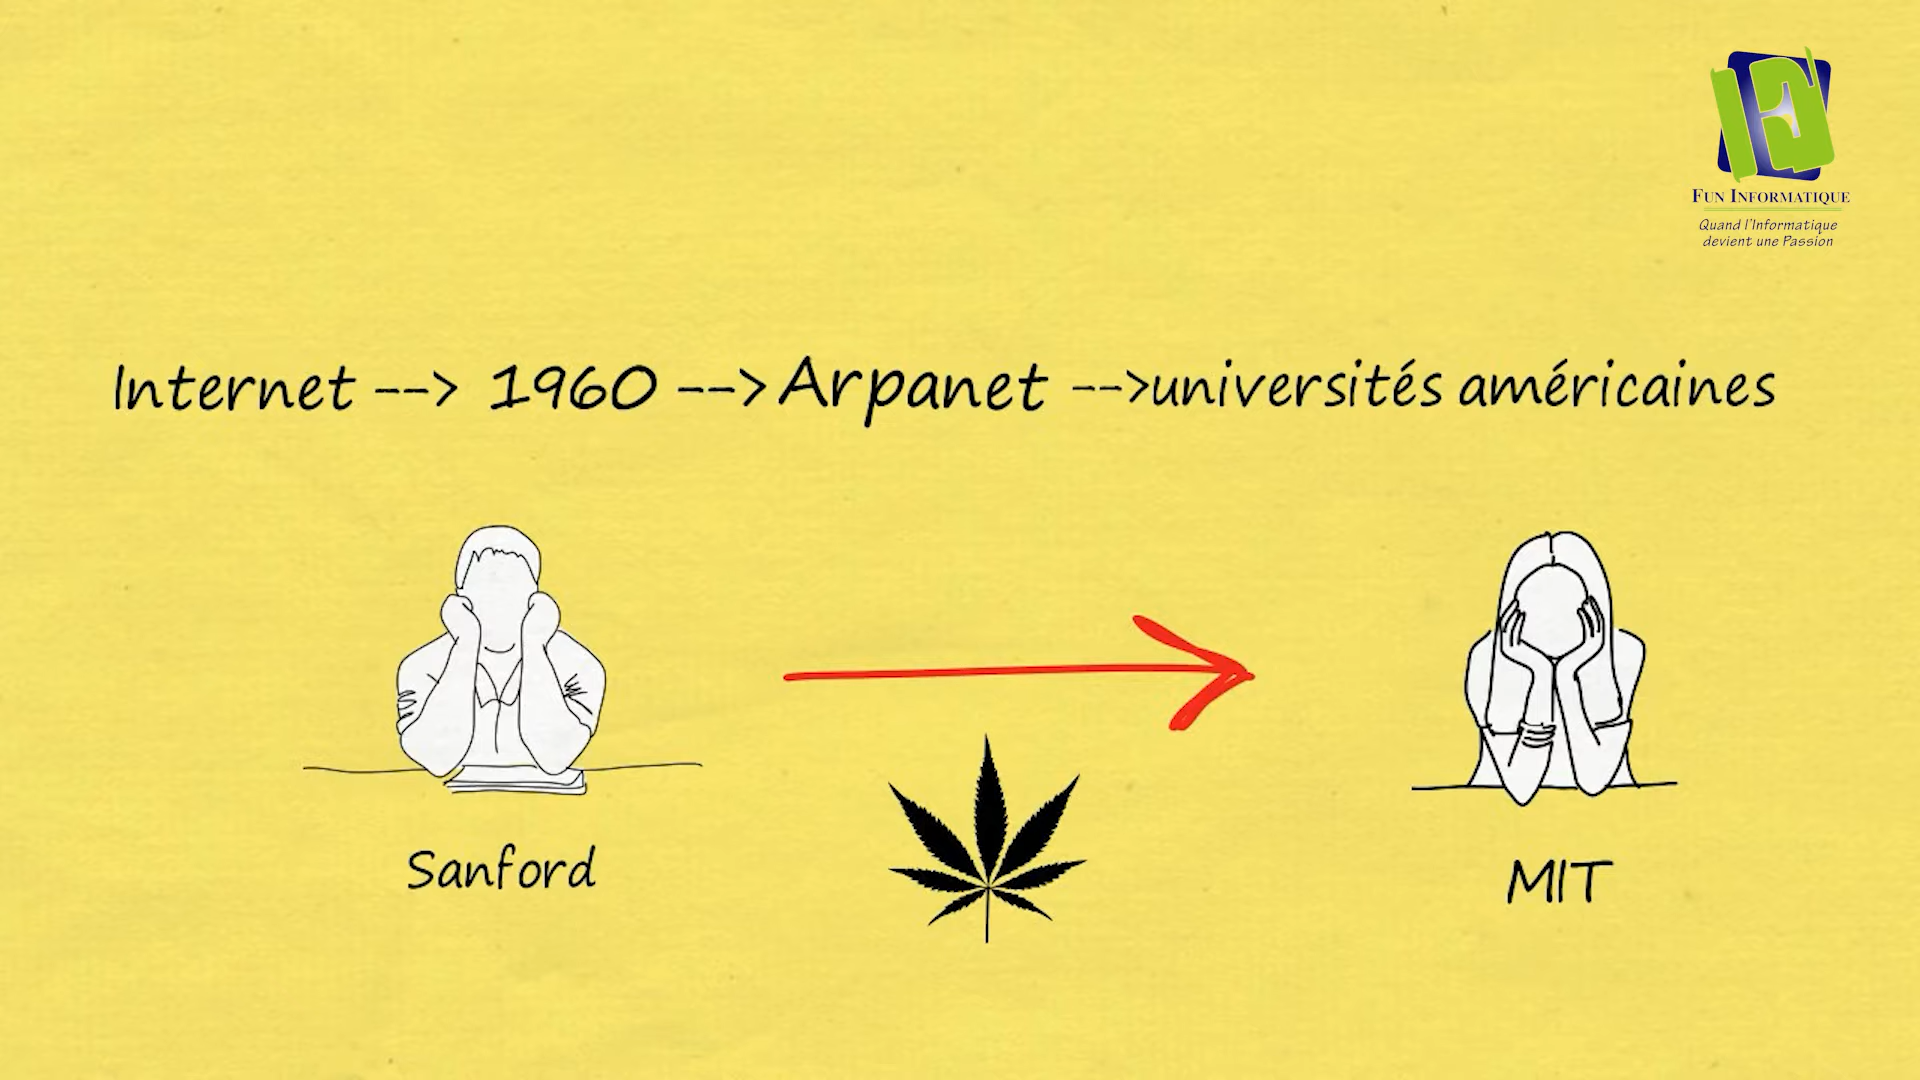 FUN INFORMATIQUE
Quand l'Informatique
devient une Passion
Internet --> 1960 -->Arpanet -->universités américaines
Sanford
MIT